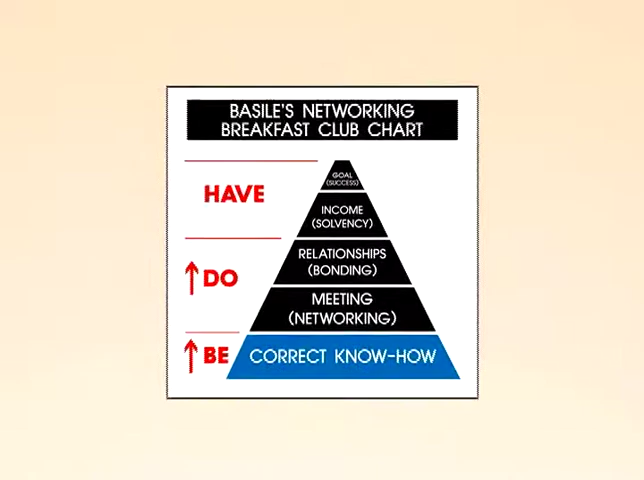 BASILE'S NETWORKING
BREAKFAST CLUB CHART
GOAL
(SUCCESS)
HAVE
INCOME
(SOLVENCY)
RELATIONSHIPS
(BONDING)
DO
MEETING
(NETWORKING)
BE
CORRECT KNOW-HOW